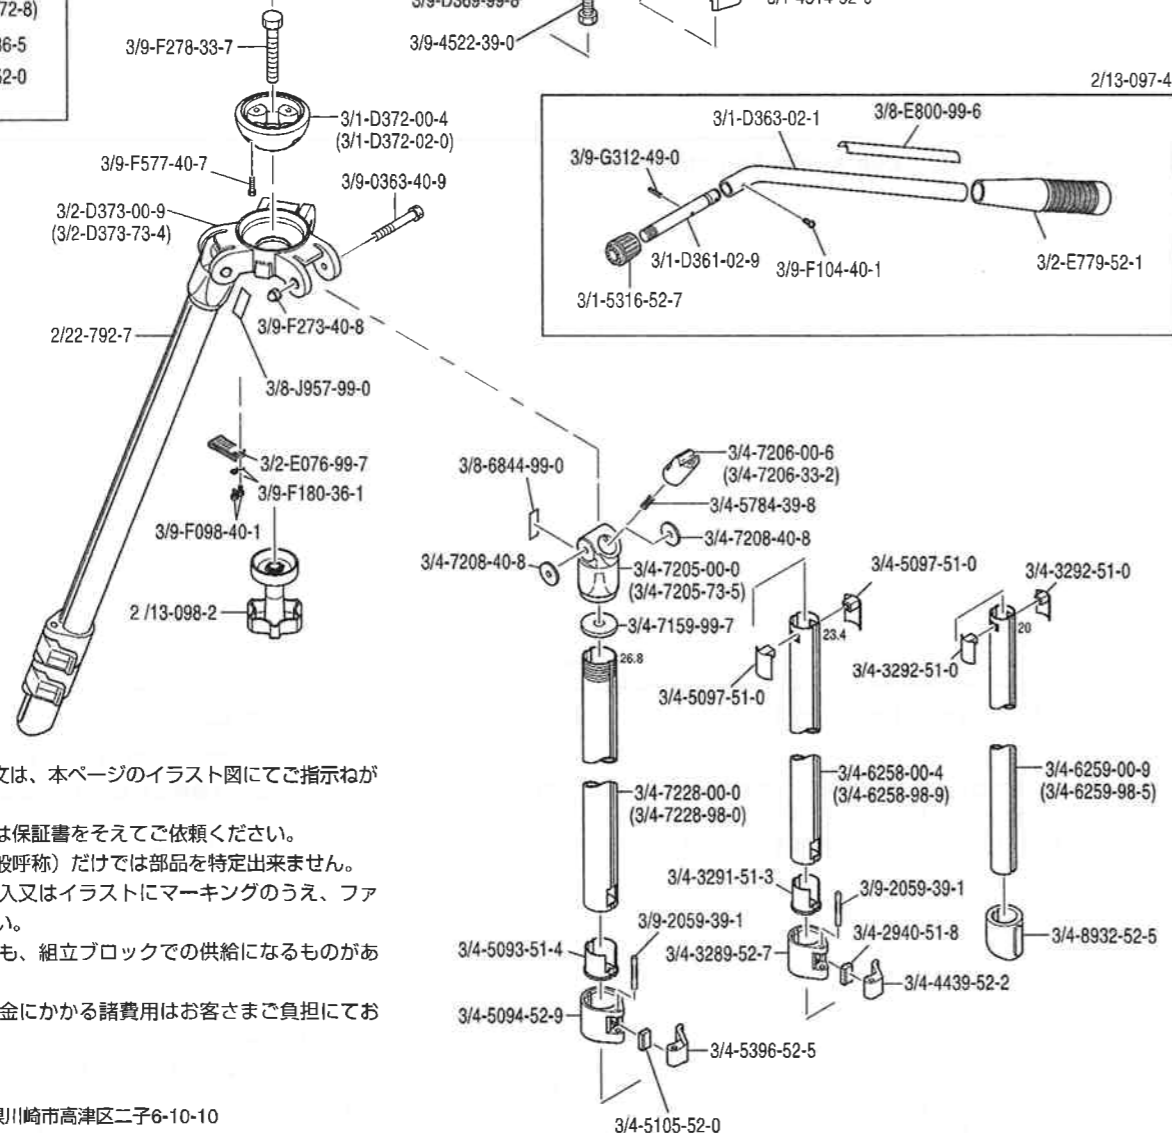 72-8)
36-5
52-0
3/9-F278-33-7
3/9-D369-99-8
3/9-4522-39-0
3/1-4514-52-0
2/13-097-4
3/1-D372-00-4
(3/1-D372-02-0)
3/9-F577-40-7
3/9-0363-40-9
3/2-D373-00-9
(3/2-D373-73-4)
3/9-F273-40-8
2/22-792-7
3/8-J957-99-0
3/2-E076-99-7
3/9-F180-36-1
3/9-F098-40-1
2 /13-098-2
3/1-D363-02-1
3/8-E800-99-6
3/9-G312-49-0
3/1-D361-02-9
3/9-F104-40-1
3/2-E779-52-1
3/1-5316-52-7
3/8-6844-99-0
3/4-7206-00-6
(3/4-7206-33-2)
3/4-5784-39-8
3/4-7208-40-8
3/4-7208-40-8
3/4-7205-00-0
(3/4-7205-73-5)
3/4-7159-99-7
26.8
3/4-5097-51-0
23.4
3/4-5097-51-0
3/4-3292-51-0
20
3/4-3292-51-0
3/4-7228-00-0
(3/4-7228-98-0)
3/4-6258-00-4
(3/4-6258-98-9)
3/4-6259-00-9
(3/4-6259-98-5)
3/4-3291-51-3
3/9-2059-39-1
3/9-2059-39-1
3/4-5093-51-4
3/4-3289-52-7
3/4-2940-51-8
3/4-8932-52-5
3/4-4439-52-2
3/4-5094-52-9
3/4-5396-52-5
3/4-5105-52-0
文は、本ページのイラスト図にてご指示ねが
は保証書をそえてご依頼ください。
般呼称）だけでは部品を特定出来ません。
入又はイラストにマーキングのうえ、ファ
い。
も、組立ブロックでの供給になるものがあ
金にかかる諸費用はお客さまご負担にてお
県川崎市高津区二子6-10-10